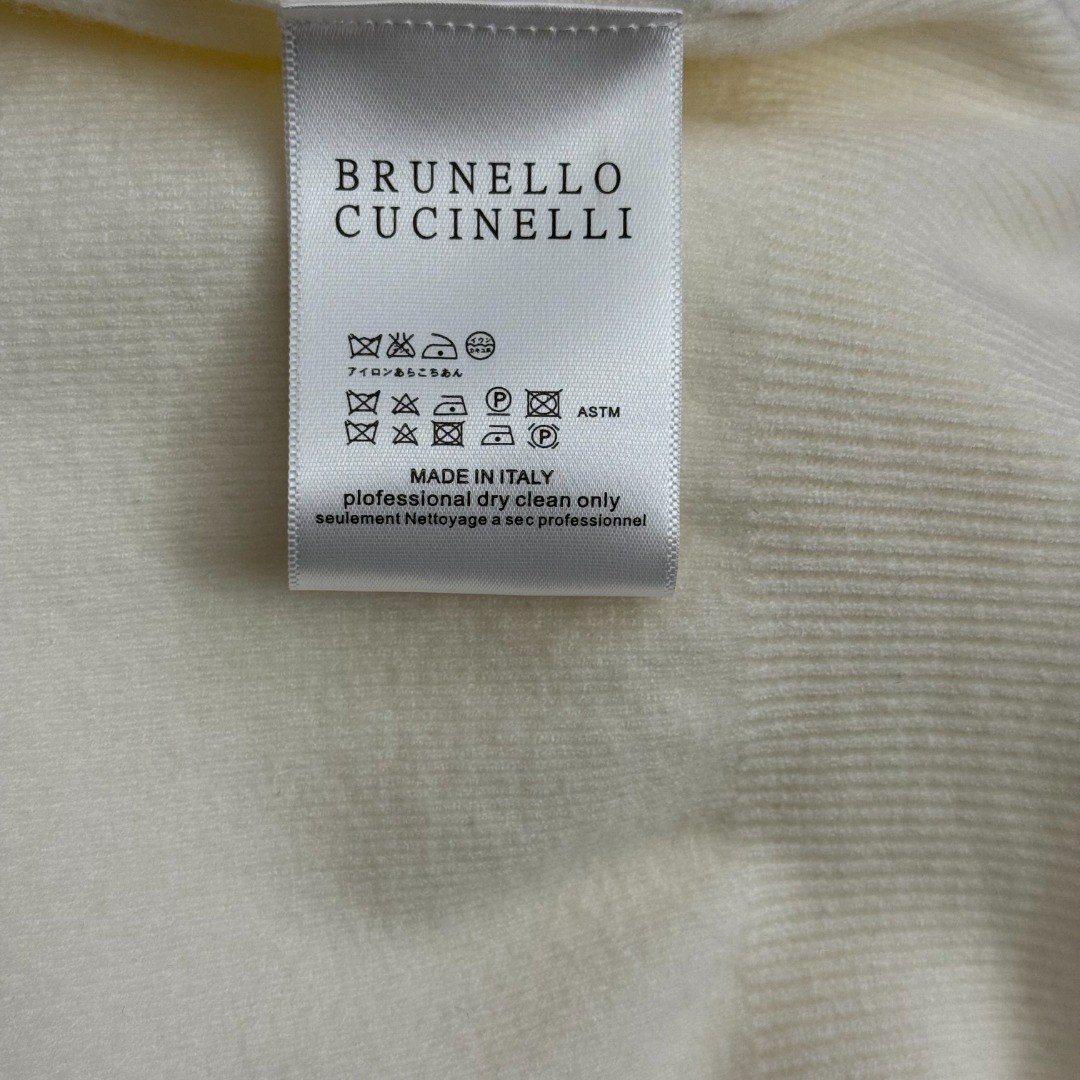 BRUNELLO
CUCINELLI
アイロンあらこちあん
P ASTM
P
MADE IN ITALY
plofessional dry clean only
seulement Nettoyage a sec professionnel